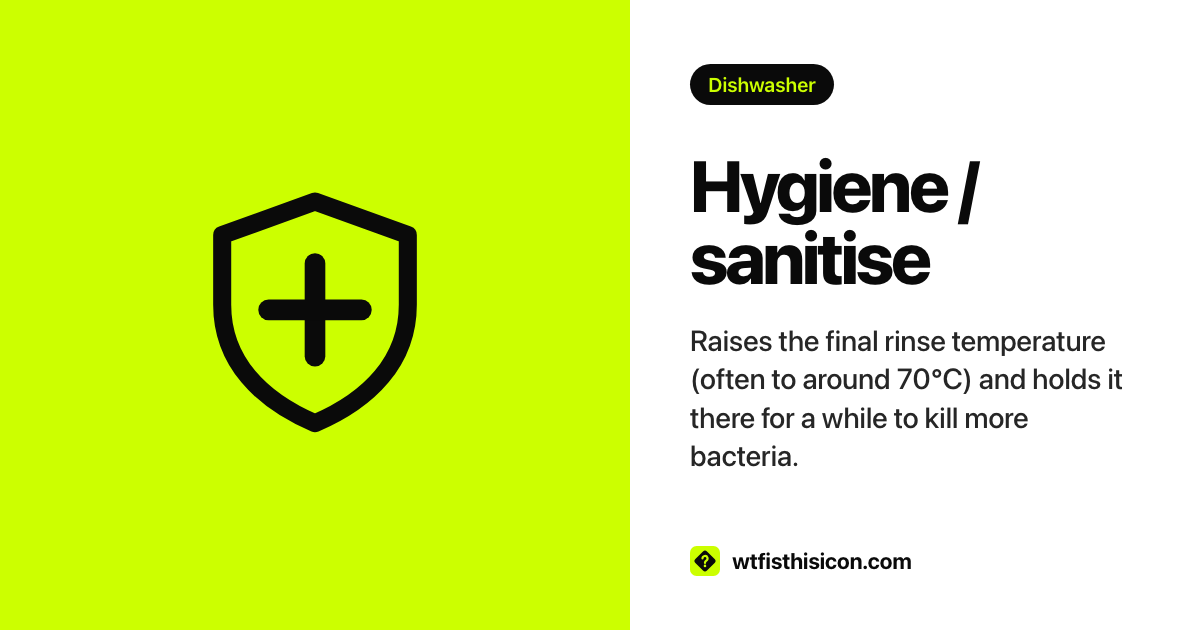 Dishwasher
Hygiene /
sanitise
Raises the final rinse temperature
(often to around 70°C) and holds it
there for a while to kill more
bacteria.
?
wtfisthisicon.com